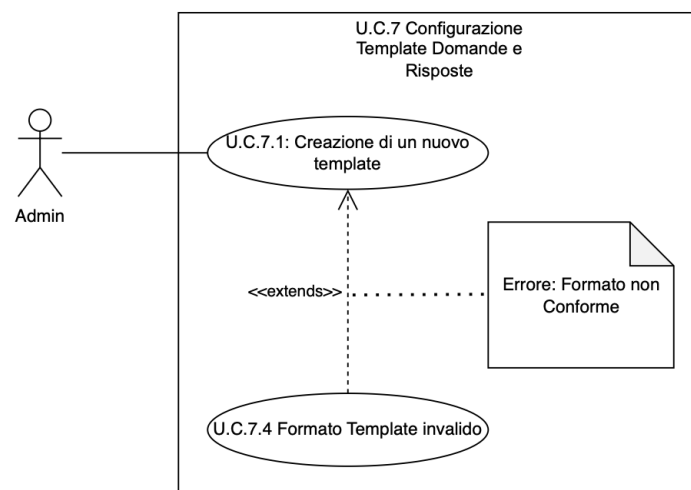 U.C.7 Configurazione
Template Domande e
Risposte
U.C.7.1: Creazione di un nuovo
template
Admin
<<extends>>
Errore: Formato non
Conforme
U.C.7.4 Formato Template invalido